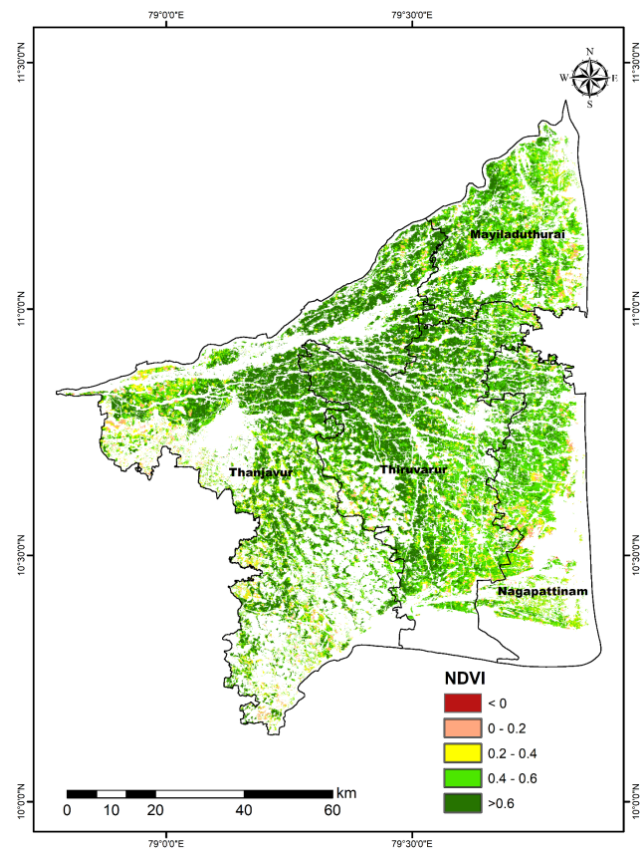 79°0'0"E 79°30'0"E
11°30'0"N 11°30'0"N
N
W E
S
Mayiladuthurai
11°0'0"N 11°0'0"N
Thanjavur Thiruvarur
10°30'0"N 10°30'0"N
Nagapattinam
NDVI
< 0
0 - 0.2
0.2 - 0.4
0.4 - 0.6
>0.6
km
0 10 20 40 60
10°0'0"N 10°0'0"N
79°0'0"E 79°30'0"E